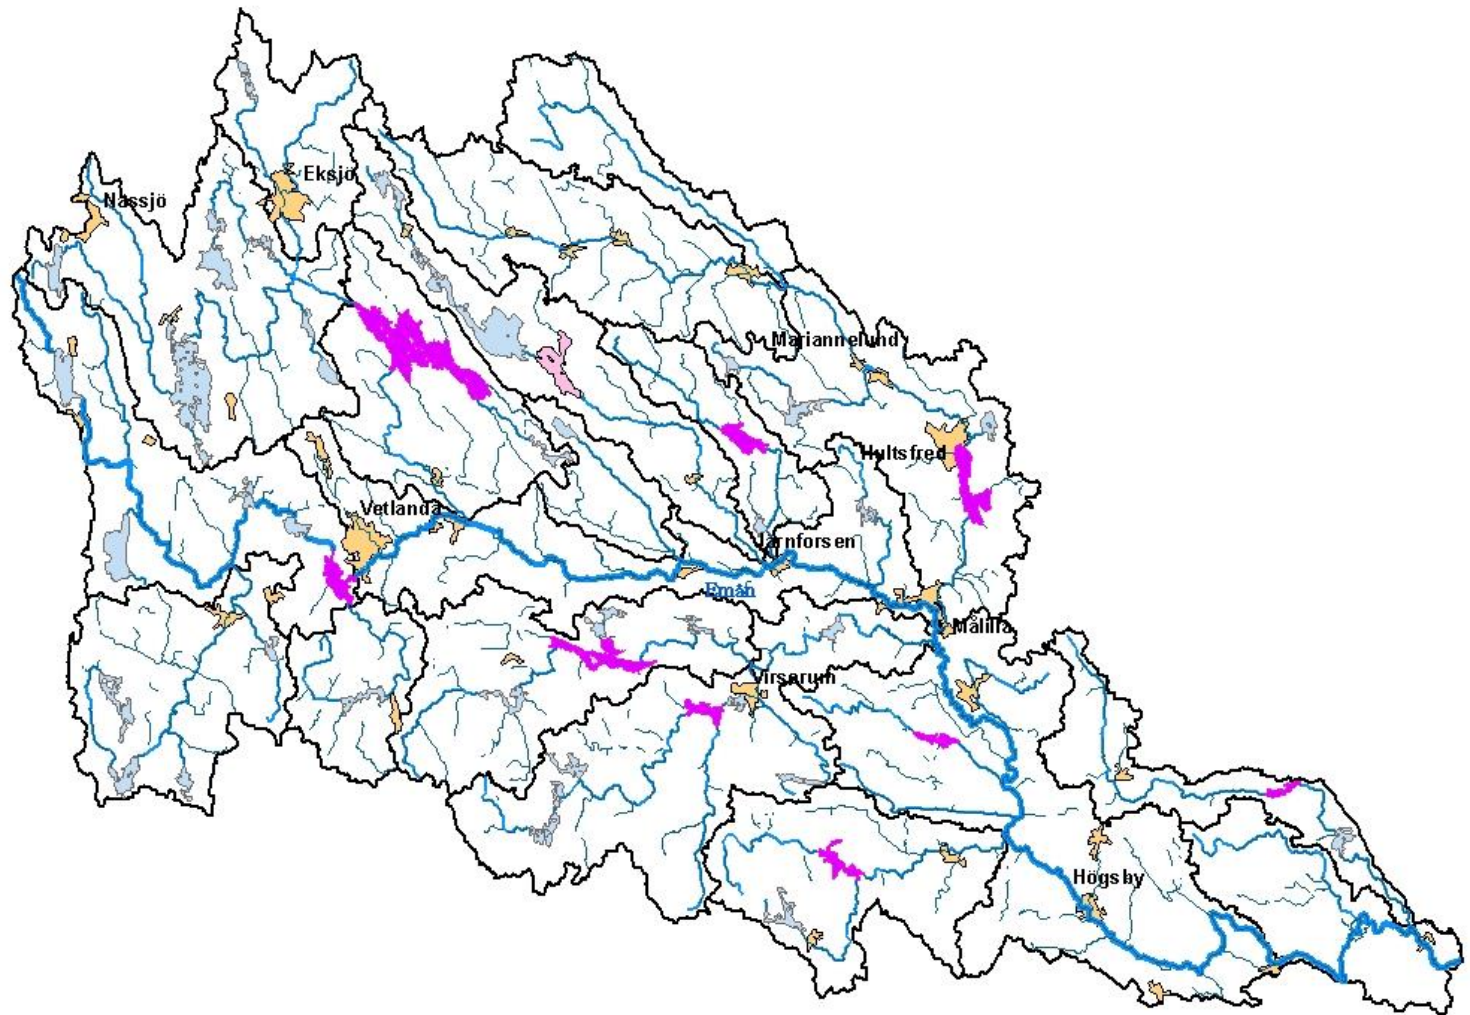 Eksjö
Nässjö
Mariannelund
Hultsfred
Vetlanda
Järnforsen
Emån
Målilla
Virserum
Högsby